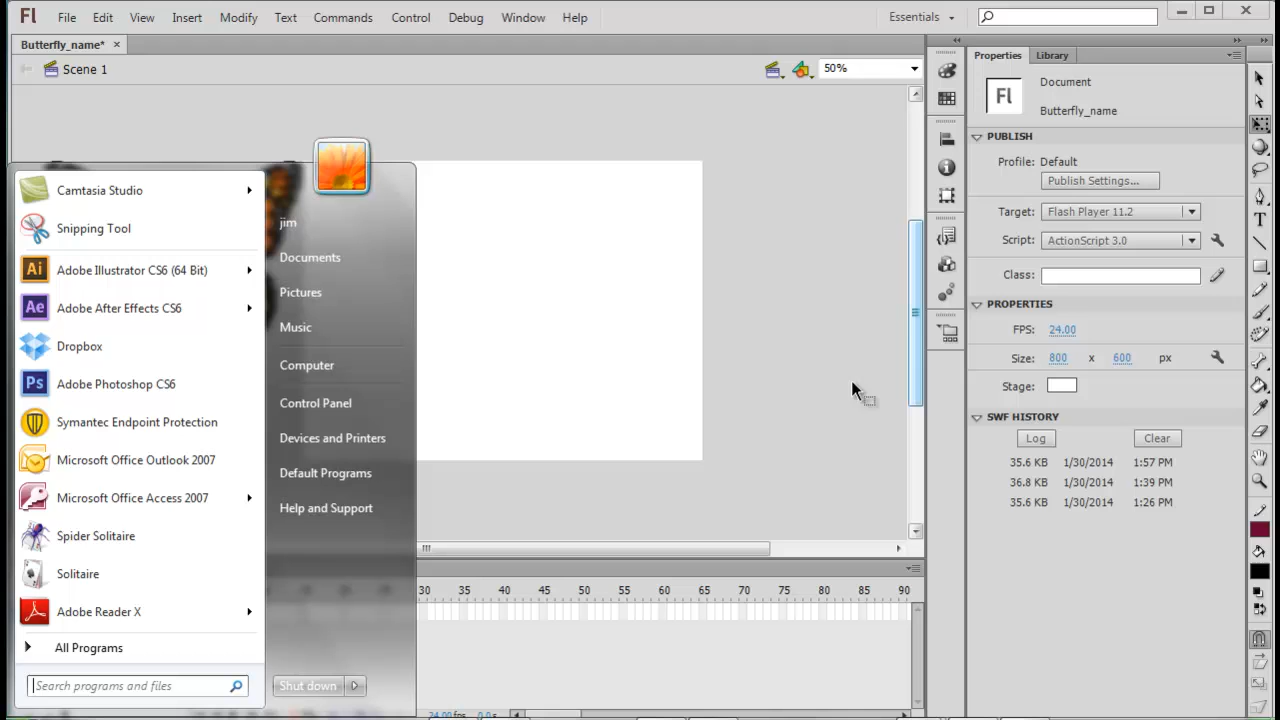 Fl File Edit View Insert Modify Text Commands Control Debug Window Help Essentials
Butterfly_name*
Scene 1 50%
Camtasia Studio
Snipping Tool
Adobe Illustrator CS6 (64 Bit)
Adobe After Effects CS6
Dropbox
Adobe Photoshop CS6
Symantec Endpoint Protection
Microsoft Office Outlook 2007
Microsoft Office Access 2007
Spider Solitaire
Solitaire
Adobe Reader X
All Programs
Search programs and files
jim
Documents
Pictures
Music
Computer
Control Panel
Devices and Printers
Default Programs
Help and Support
Shut down
30 35 40 45 50 55 60 65 70 75 80 85 90
24.00 fps 0.0 s
Properties Library
Fl Document
Butterfly_name
PUBLISH
Profile: Default
Publish Settings...
Target: Flash Player 11.2
Script: ActionScript 3.0
Class:
PROPERTIES
FPS: 24.00
Size: 800 x 600 px
Stage:
SWF HISTORY
Log Clear
35.6 KB 1/30/2014 1:57 PM
36.8 KB 1/30/2014 1:39 PM
35.6 KB 1/30/2014 1:26 PM